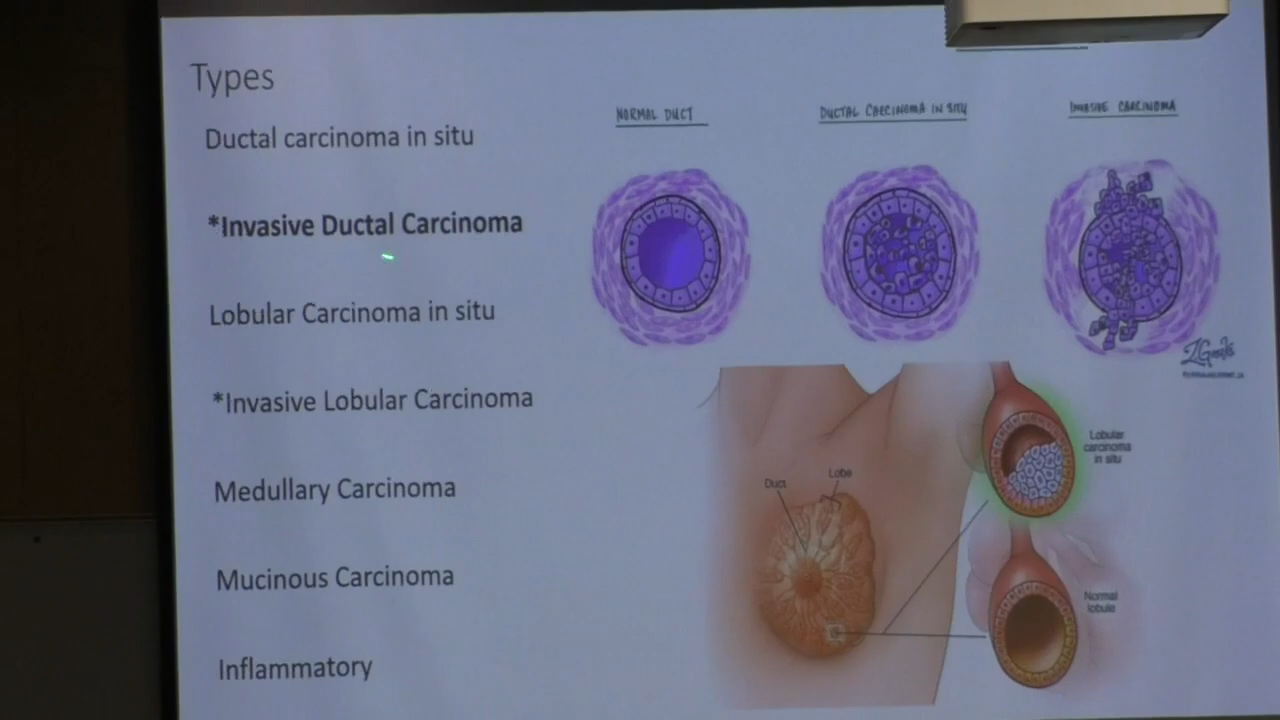 Types
Ductal carcinoma in situ
*Invasive Ductal Carcinoma
Lobular Carcinoma in situ
*Invasive Lobular Carcinoma
Medullary Carcinoma
Mucinous Carcinoma
Inflammatory
NORMAL DUCT
DUCTAL CARCINOMA IN SITU
INVASIVE CARCINOMA
Duct
Lobe
Lobular
carcinoma
in situ
Normal
lobule